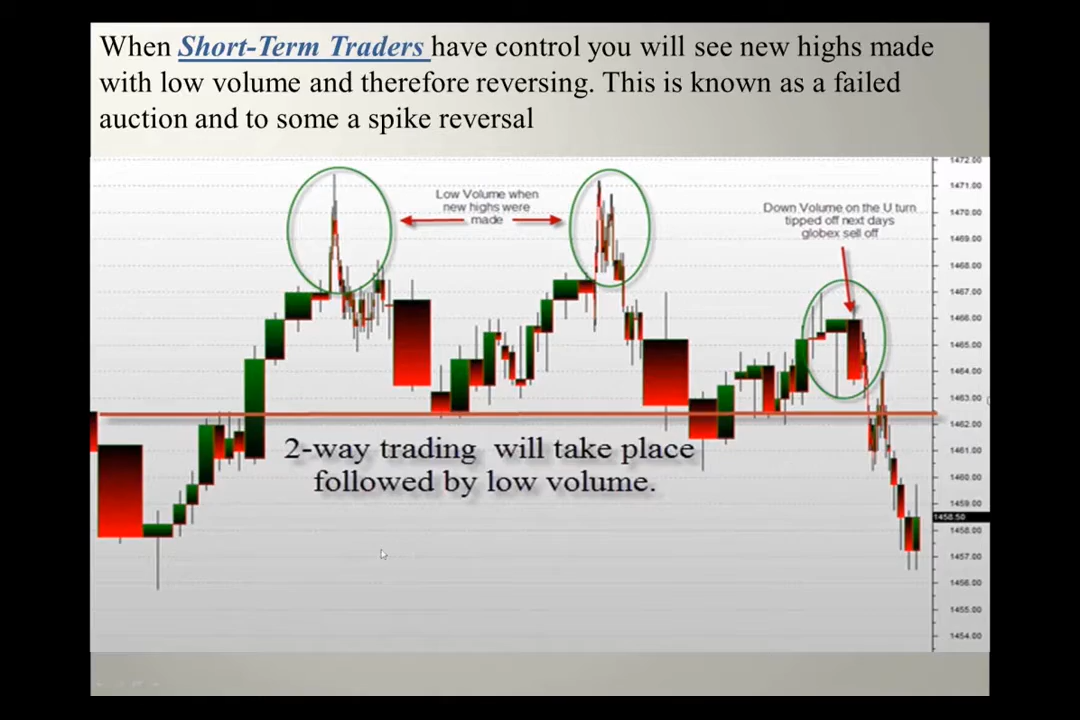 When Short-Term Traders have control you will see new highs made
with low volume and therefore reversing. This is known as a failed
auction and to some a spike reversal
1472.00
1471.00
1470.00
1469.00
1468.00
1467.00
1466.00
1465.00
1464.00
1463.00
1462.00
1461.00
1460.00
1459.00
1458.50
1457.00
1456.00
1455.00
1454.00
Low Volume when
new highs were
made
Down Volume on the U turn
tipped off next days
globex sell off
2-way trading will take place
followed by low volume.